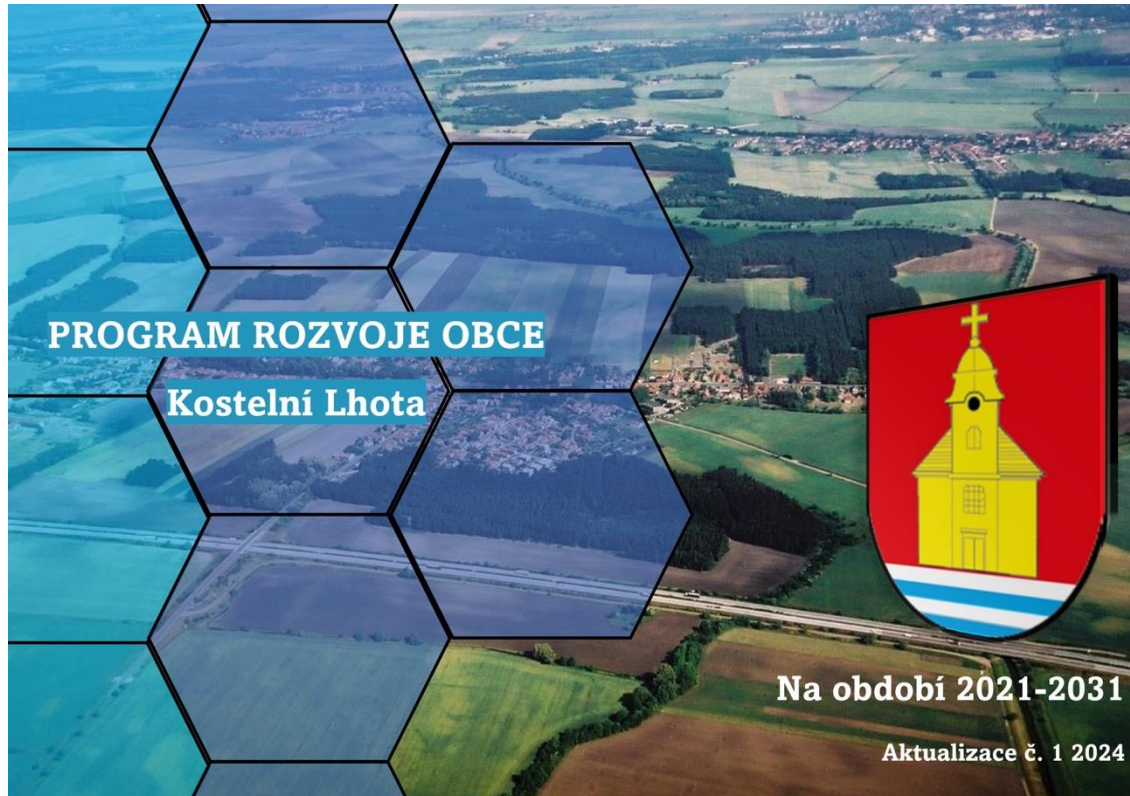 PROGRAM ROZVOJE OBCE
Kostelní Lhota
Na období 2021-2031
Aktualizace č. 1 2024